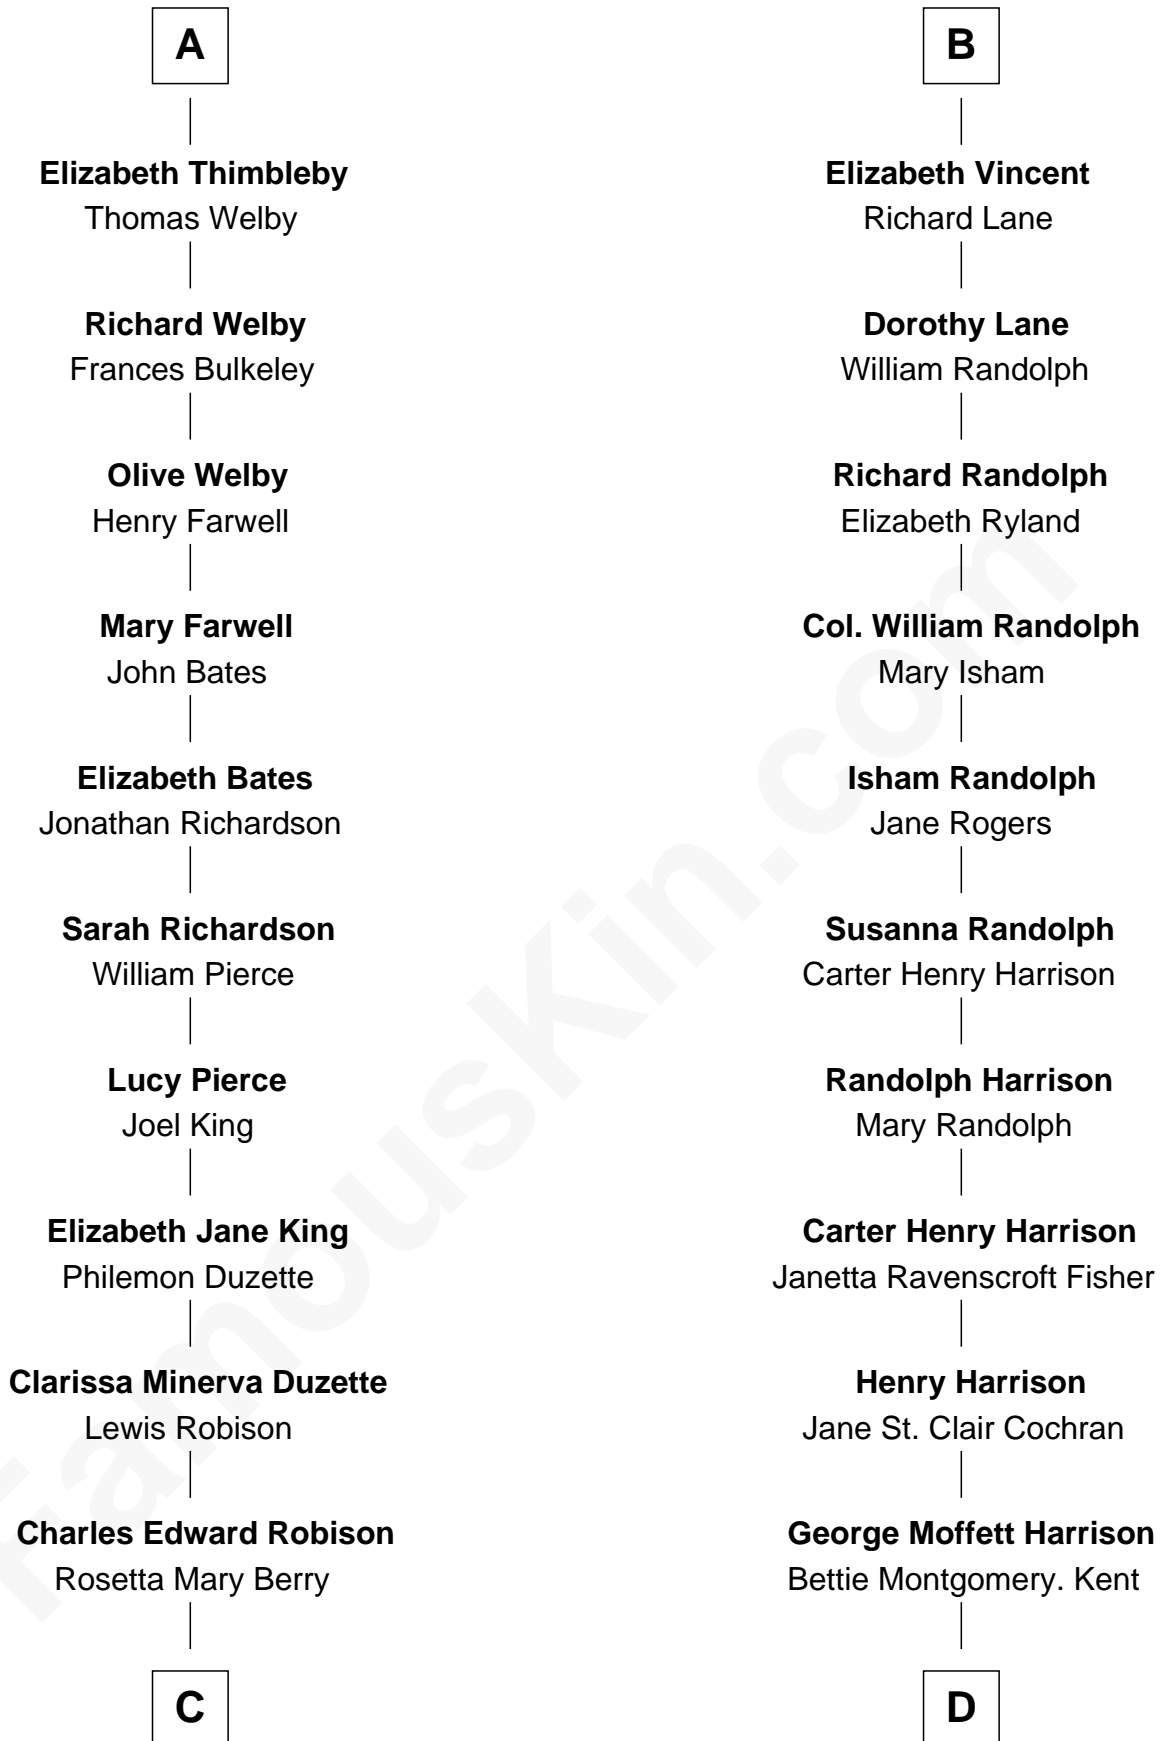 A
Elizabeth Thimbleby
Thomas Welby
Richard Welby
Frances Bulkeley
Olive Welby
Henry Farwell
Mary Farwell
John Bates
Elizabeth Bates
Jonathan Richardson
Sarah Richardson
William Pierce
Lucy Pierce
Joel King
Elizabeth Jane King
Philemon Duzette
Clarissa Minerva Duzette
Lewis Robison
Charles Edward Robison
Rosetta Mary Berry
C
B
Elizabeth Vincent
Richard Lane
Dorothy Lane
William Randolph
Richard Randolph
Elizabeth Ryland
Col. William Randolph
Mary Isham
Isham Randolph
Jane Rogers
Susanna Randolph
Carter Henry Harrison
Randolph Harrison
Mary Randolph
Carter Henry Harrison
Janetta Ravenscroft Fisher
Henry Harrison
Jane St. Clair Cochran
George Moffett Harrison
Bettie Montgomery. Kent
D
FamousKin.com